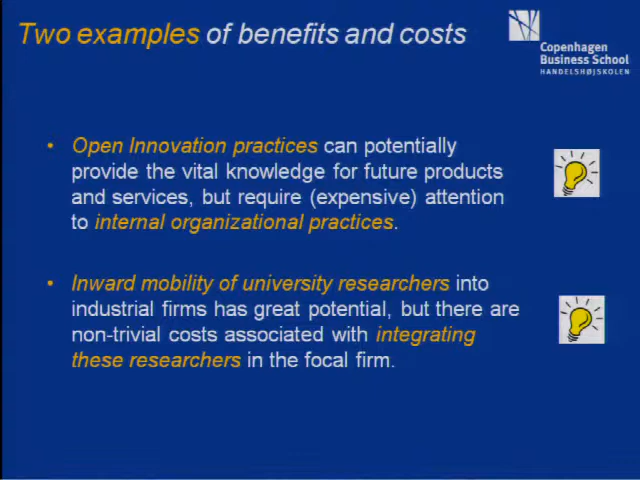 Two examples of benefits and costs
Copenhagen
Business School
HANDELSHØJSKOLEN
• Open Innovation practices can potentially
provide the vital knowledge for future products
and services, but require (expensive) attention
to internal organizational practices.
• Inward mobility of university researchers into
industrial firms has great potential, but there are
non-trivial costs associated with integrating
these researchers in the focal firm.